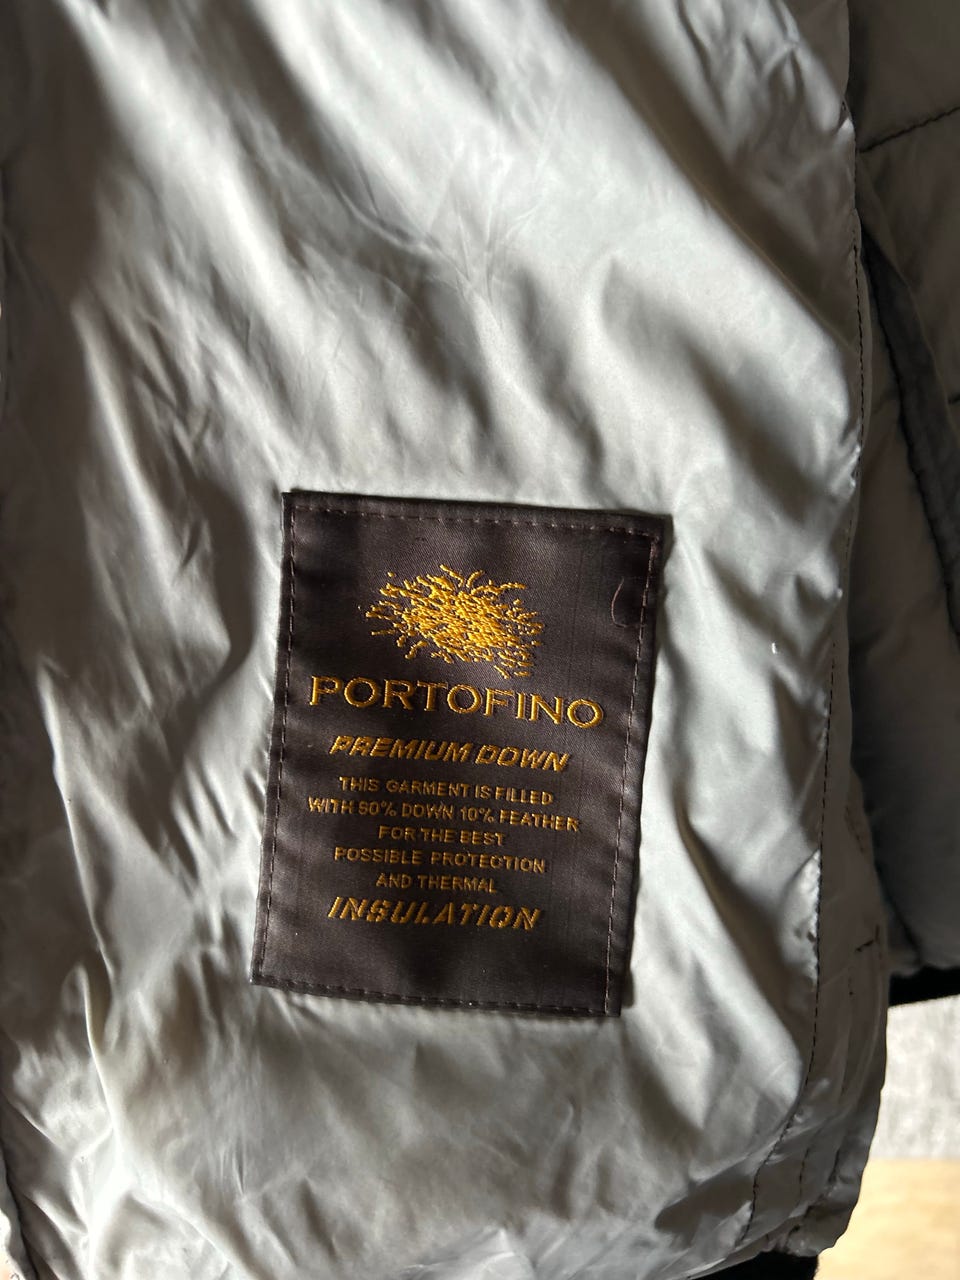 PORTOFINO
PREMIUM DOWN
THIS GARMENT IS FILLED
WITH 90% DOWN 10% FEATHER
FOR THE BEST
POSSIBLE PROTECTION
AND THERMAL
INSULATION